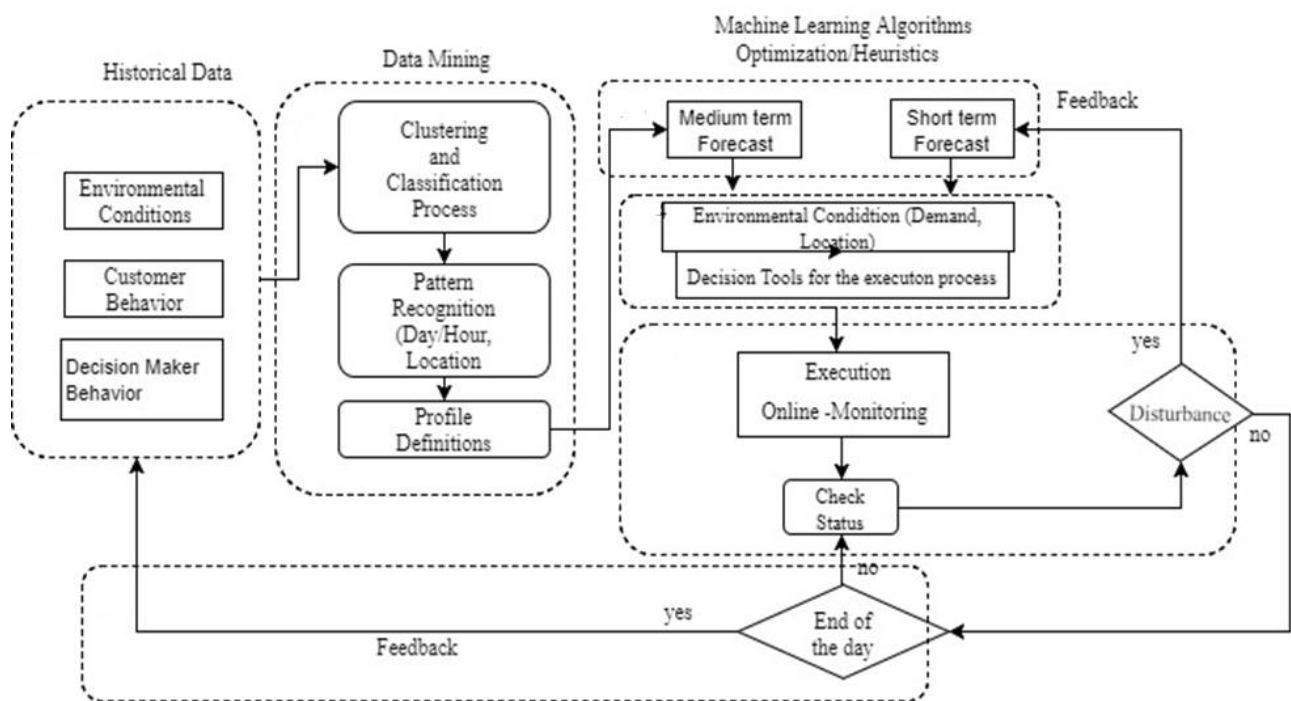 Historical Data
Environmental
Conditions
Customer
Behavior
Decision Maker
Behavior
Data Mining
Clustering
and
Classification
Process
Pattern
Recognition
(Day/Hour,
Location
Profile
Definitions
Machine Learning Algorithms
Optimization/Heuristics
Medium term
Forecast
Short term
Forecast
Feedback
Environmental Condidtion (Demand,
Location)
Decision Tools for the executon process
Execution
Online -Monitoring
Check
Status
yes
Disturbance
no
no
End of
the day
yes
Feedback